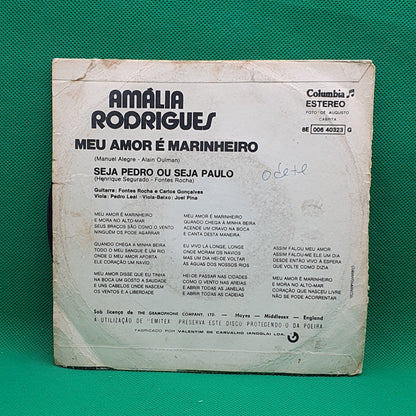 AMÁLIA
RODRIGUES
Columbia
ESTEREO
FOTO DE AUGUSTO
CABRITA
8E 006 40323 G
MEU AMOR É MARINHEIRO
(Manuel Alegre - Alain Oulman)
SEJA PEDRO OU SEJA PAULO
(Henrique Segurado - Fontes Rocha)
Odete
Guitarra: Fontes Rocha e Carlos Gonçalves
Viola: Pedro Leal - Viola-Baixo: Joel Pina
MEU AMOR É MARINHEIRO
E MORA NO ALTO-MAR
SEUS BRAÇOS SÃO COMO O VENTO
NINGUÉM OS PODE AGARRAR
QUANDO CHEGA À MINHA BEIRA
TODO O MEU SANGUE É UM RIO
ONDE O MEU AMOR APORTA
ELE CORAÇÃO UM NAVIO.
MEU AMOR DISSE QUE EU TINHA
NA BOCA UM GOSTO A SAUDADE
E UNS CABELOS ONDE NASCEM
OS VENTOS E A LIBERDADE
MEU AMOR É MARINHEIRO
QUANDO CHEGA À MINHA BEIRA
ACENDE UM CRAVO NA BOCA
E CANTA DESTA MANEIRA
EU VIVO LÁ LONGE, LONGE
ONDE MORAM OS NAVIOS
MAS UM DIA HEI-DE VOLTAR
ÀS ÁGUAS DOS NOSSOS RIOS
HEI-DE PASSAR NAS CIDADES
COMO O VENTO NAS AREIAS
E ABRIR TODAS AS JANELAS
E ABRIR TODAS AS CADEIAS
ASSIM FALOU MEU AMOR
ASSIM FALOU-ME ELE UM DIA
DESDE ENTÃO VIVO À ESPERA
QUE VOLTE COMO DIZIA
MEU AMOR É MARINHEIRO
E MORA NO ALTO-MAR
CORAÇÃO QUE NASCEU LIVRE
NÃO SE PODE ACORRENTAR
Sob licença de THE GRAMOPHONE COMPANY, LTD. — Hayes — Middlesex — England
A UTILIZAÇÃO DE "EMITEX" PRESERVA ESTE DISCO PROTEGENDO-O DA POEIRA
FABRICADO POR VALENTIM DE CARVALHO (ANGOLA) LDA.